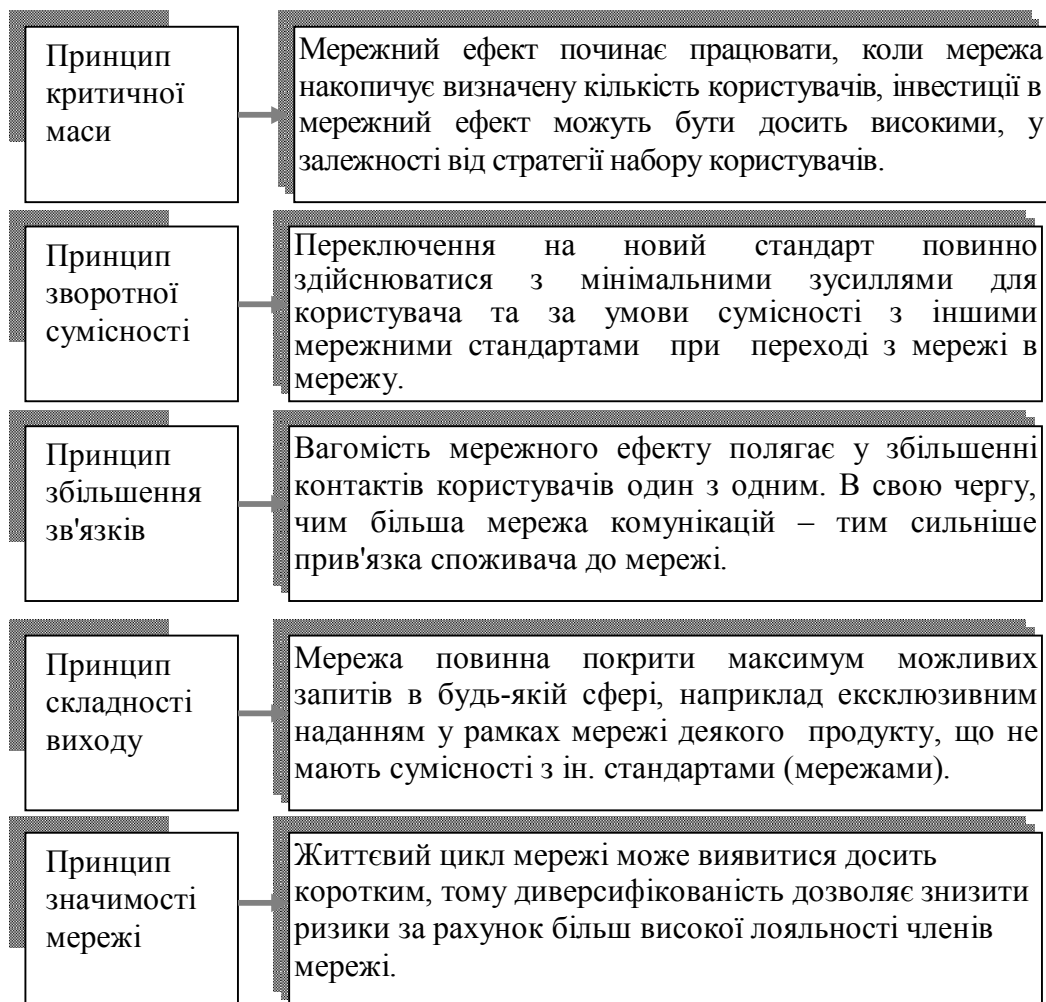 Принцип
критичної
маси
Мережний ефект починає працювати, коли мережа
накопичує визначену кількість користувачів, інвестиції в
мережний ефект можуть бути досить високими, у
залежності від стратегії набору користувачів.
Принцип
зворотної
сумісності
Переключення на новий стандарт повинно
здійснюватися з мінімальними зусиллями для
користувача та за умови сумісності з іншими
мережними стандартами при переході з мережі в
мережу.
Принцип
збільшення
зв'язків
Вагомість мережного ефекту полягає у збільшенні
контактів користувачів один з одним. В свою чергу,
чим більша мережа комунікацій – тим сильніше
прив'язка споживача до мережі.
Принцип
складності
виходу
Мережа повинна покрити максимум можливих
запитів в будь-якій сфері, наприклад ексклюзивним
наданням у рамках мережі деякого продукту, що не
мають сумісності з ін. стандартами (мережами).
Принцип
значимості
мережі
Життєвий цикл мережі може виявитися досить
коротким, тому диверсифікованість дозволяє знизити
ризики за рахунок більш високої лояльності членів
мережі.